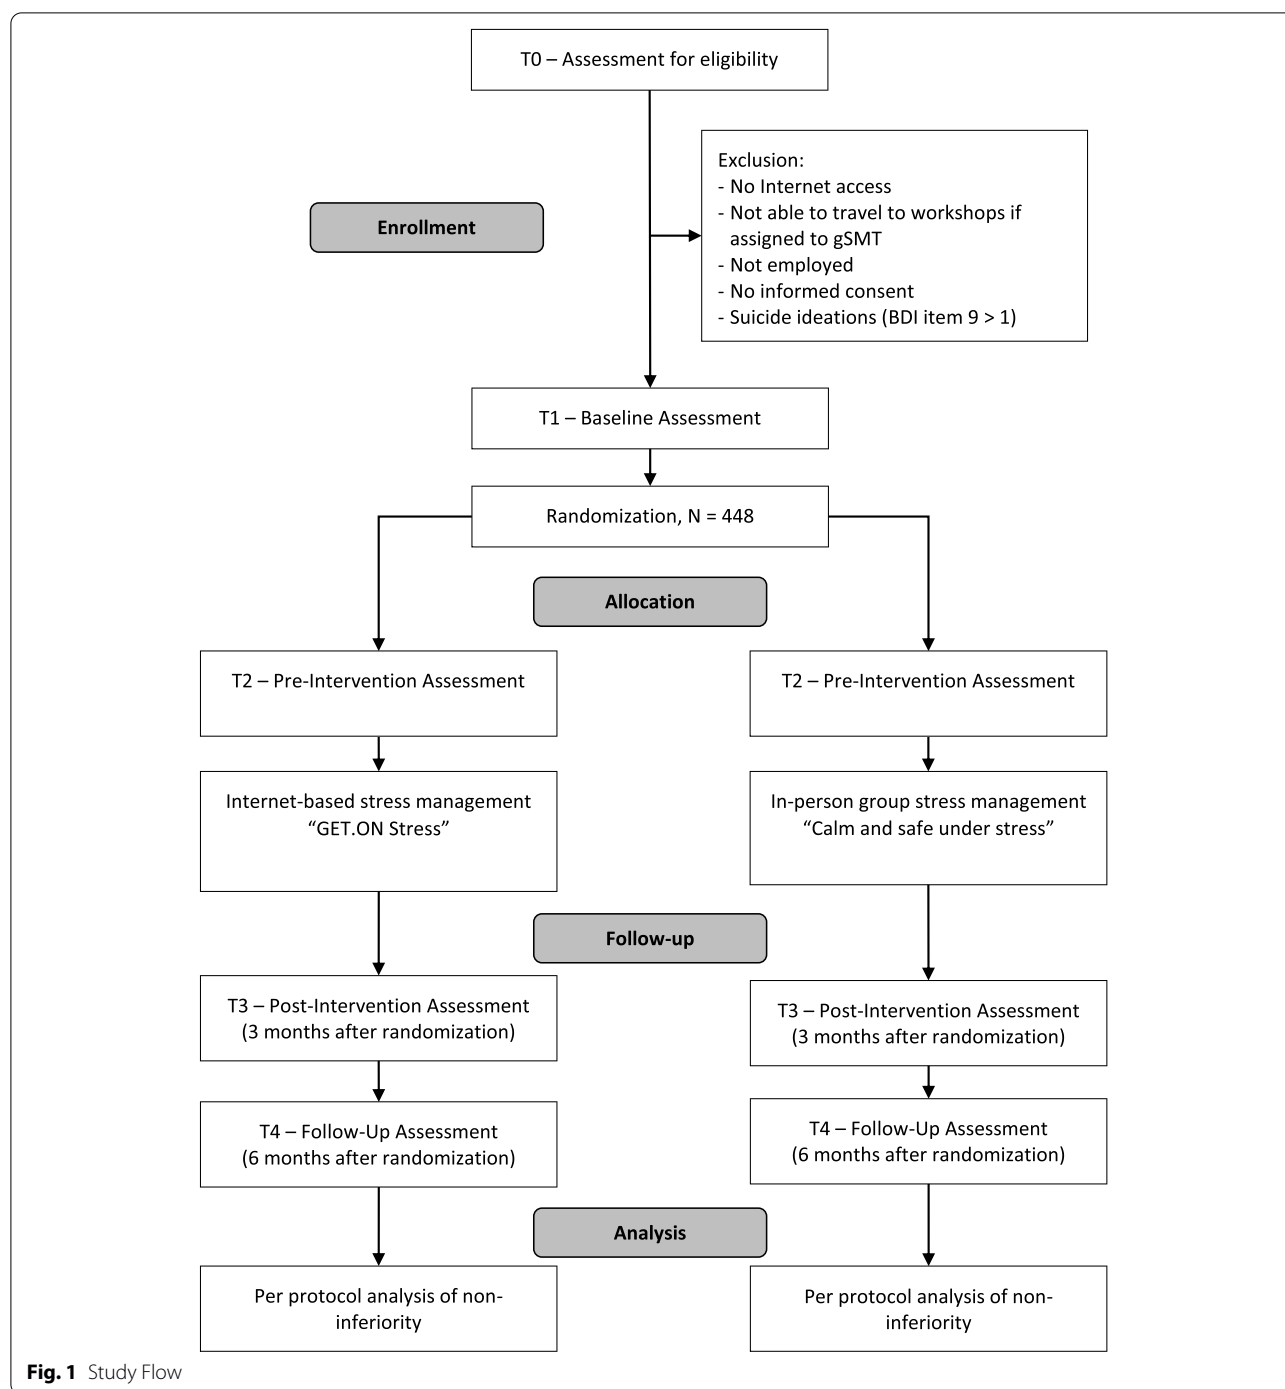 T0 – Assessment for eligibility
Exclusion:
- No Internet access
- Not able to travel to workshops if
assigned to gSMT
- Not employed
- No informed consent
- Suicide ideations (BDI item 9 > 1)
Enrollment
T1 – Baseline Assessment
Randomization, N = 448
Allocation
T2 – Pre-Intervention Assessment
T2 – Pre-Intervention Assessment
Internet-based stress management
“GET.ON Stress”
In-person group stress management
“Calm and safe under stress”
Follow-up
T3 – Post-Intervention Assessment
(3 months after randomization)
T3 – Post-Intervention Assessment
(3 months after randomization)
T4 – Follow-Up Assessment
(6 months after randomization)
T4 – Follow-Up Assessment
(6 months after randomization)
Analysis
Per protocol analysis of non-
inferiority
Per protocol analysis of non-
inferiority
Fig. 1 Study Flow